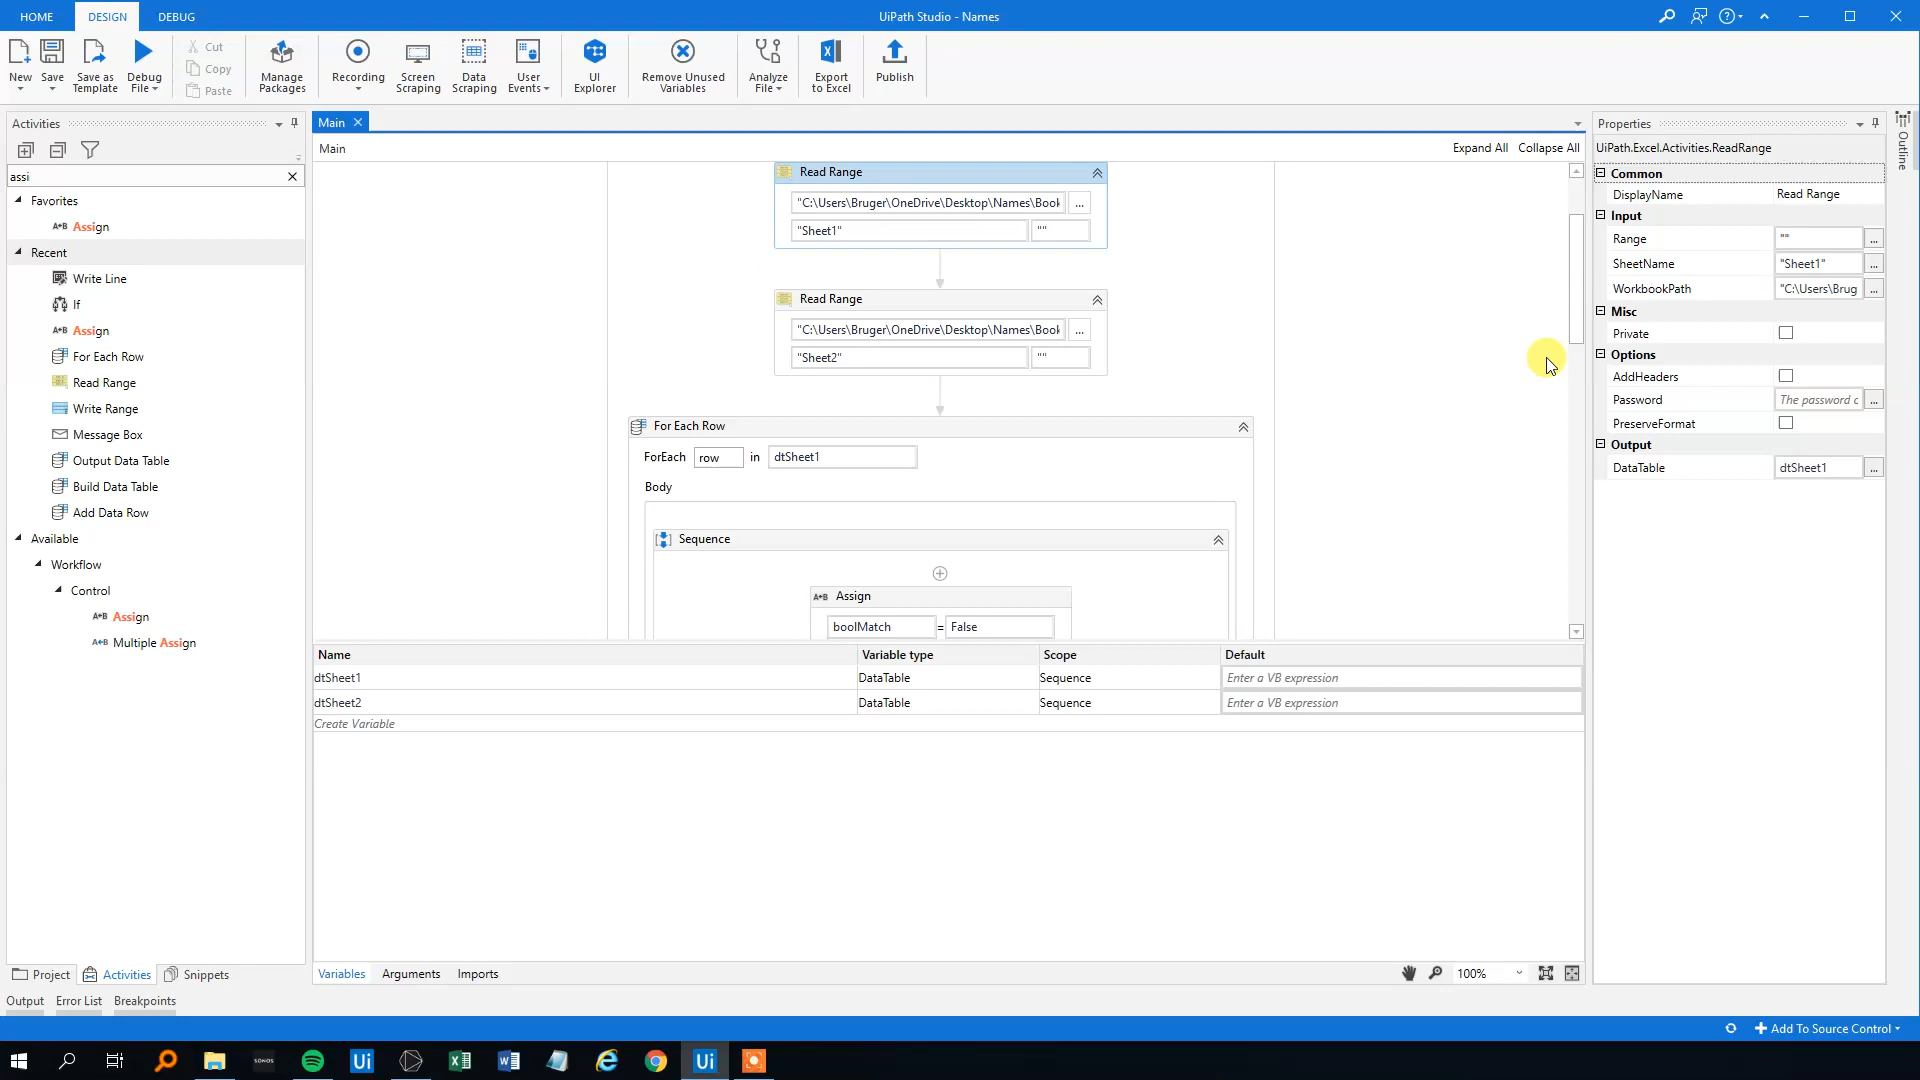 HOME
DESIGN
DEBUG
UiPath Studio - Names
New
Save
Save as Template
Debug File
Cut
Copy
Paste
Manage Packages
Recording
Screen Scraping
Data Scraping
User Events
UI Explorer
Remove Unused Variables
Analyze File
Export to Excel
Publish
Activities
assi
Favorites
Assign
Recent
Write Line
If
Assign
For Each Row
Read Range
Write Range
Message Box
Output Data Table
Build Data Table
Add Data Row
Available
Workflow
Control
Assign
Multiple Assign
Project
Activities
Snippets
Main
Main
Expand All
Collapse All
Read Range
"C:\Users\Bruger\OneDrive\Desktop\Names\Book
...
"Sheet1"
""
Read Range
"C:\Users\Bruger\OneDrive\Desktop\Names\Book
...
"Sheet2"
""
For Each Row
ForEach row in dtSheet1
Body
Sequence
A+B Assign
boolMatch = False
Name Variable type Scope Default
dtSheet1 DataTable Sequence Enter a VB expression
dtSheet2 DataTable Sequence Enter a VB expression
Create Variable
Variables
Arguments
Imports
100%
Properties
UiPath.Excel.Activities.ReadRange
Common
DisplayName Read Range
Input
Range "" ...
SheetName "Sheet1" ...
WorkbookPath "C:\Users\Brug ...
Misc
Private
Options
AddHeaders
Password The password c ...
PreserveFormat
Output
DataTable dtSheet1 ...
Outline
Output
Error List
Breakpoints
Add To Source Control
SONOS
Ui
Ui